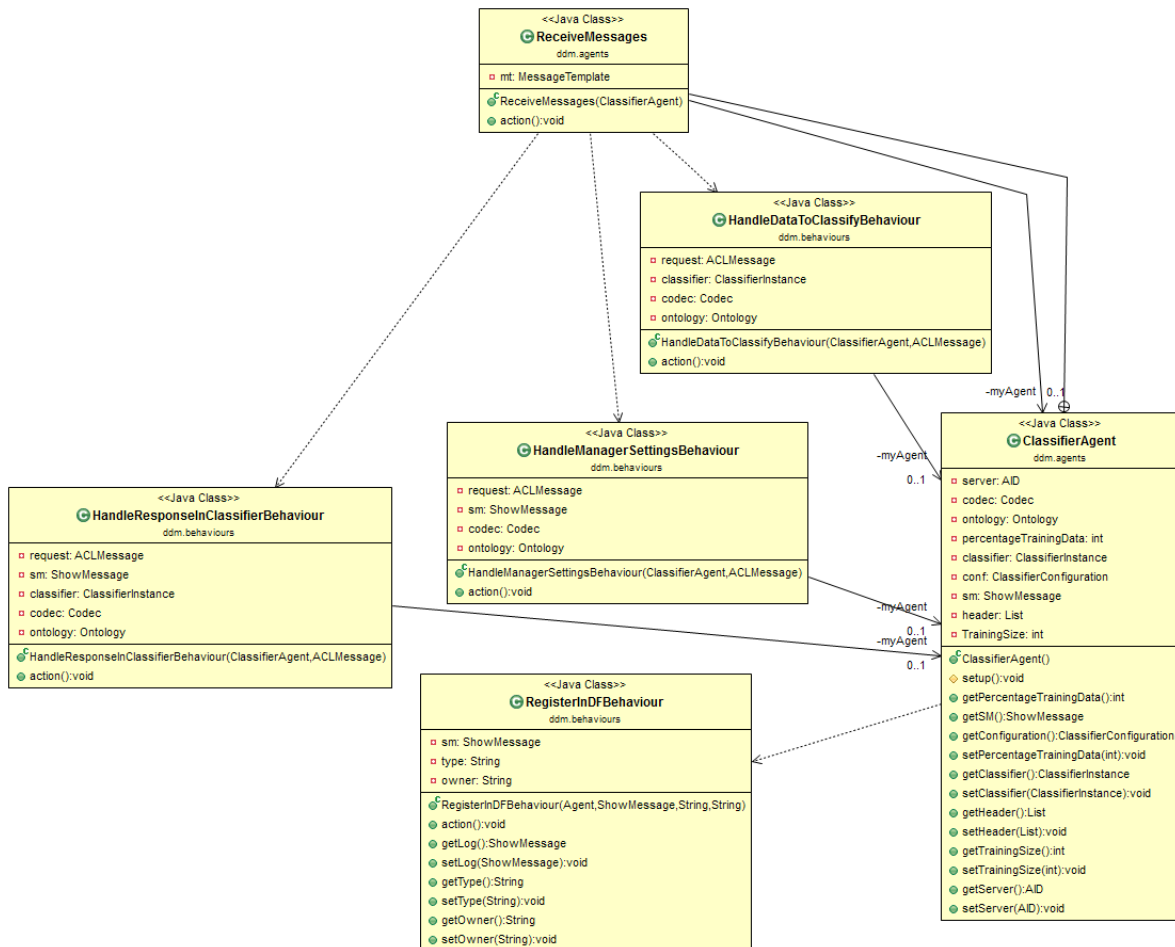 <<Java Class>>
ReceiveMessages
ddm.agents
mt: MessageTemplate
ReceiveMessages(ClassifierAgent)
action():void
<<Java Class>>
HandleDataToClassifyBehaviour
ddm.behaviours
request: ACLMessage
classifier: ClassifierInstance
codec: Codec
ontology: Ontology
HandleDataToClassifyBehaviour(ClassifierAgent,ACLMessage)
action():void
-myAgent 0..1
-myAgent
0..1
<<Java Class>>
ClassifierAgent
ddm.agents
server: AID
codec: Codec
ontology: Ontology
percentageTrainingData: int
classifier: ClassifierInstance
conf: ClassifierConfiguration
sm: ShowMessage
header: List
TrainingSize: int
ClassifierAgent()
setup():void
getPercentageTrainingData():int
getSM():ShowMessage
getConfiguration():ClassifierConfiguration
setPercentageTrainingData(int):void
getClassifier():ClassifierInstance
setClassifier(ClassifierInstance):void
getHeader():List
setHeader(List):void
getTrainingSize():int
setTrainingSize(int):void
getServer():AID
setServer(AID):void
<<Java Class>>
HandleManagerSettingsBehaviour
ddm.behaviours
request: ACLMessage
sm: ShowMessage
codec: Codec
ontology: Ontology
HandleManagerSettingsBehaviour(ClassifierAgent,ACLMessage)
action():void
-myAgent
0..1
<<Java Class>>
HandleResponseInClassifierBehaviour
ddm.behaviours
request: ACLMessage
sm: ShowMessage
classifier: ClassifierInstance
codec: Codec
ontology: Ontology
HandleResponseInClassifierBehaviour(ClassifierAgent,ACLMessage)
action():void
-myAgent
0..1
<<Java Class>>
RegisterInDFBehaviour
ddm.behaviours
sm: ShowMessage
type: String
owner: String
RegisterInDFBehaviour(Agent,ShowMessage,String,String)
action():void
getLog():ShowMessage
setLog(ShowMessage):void
getType():String
setType(String):void
getOwner():String
setOwner(String):void